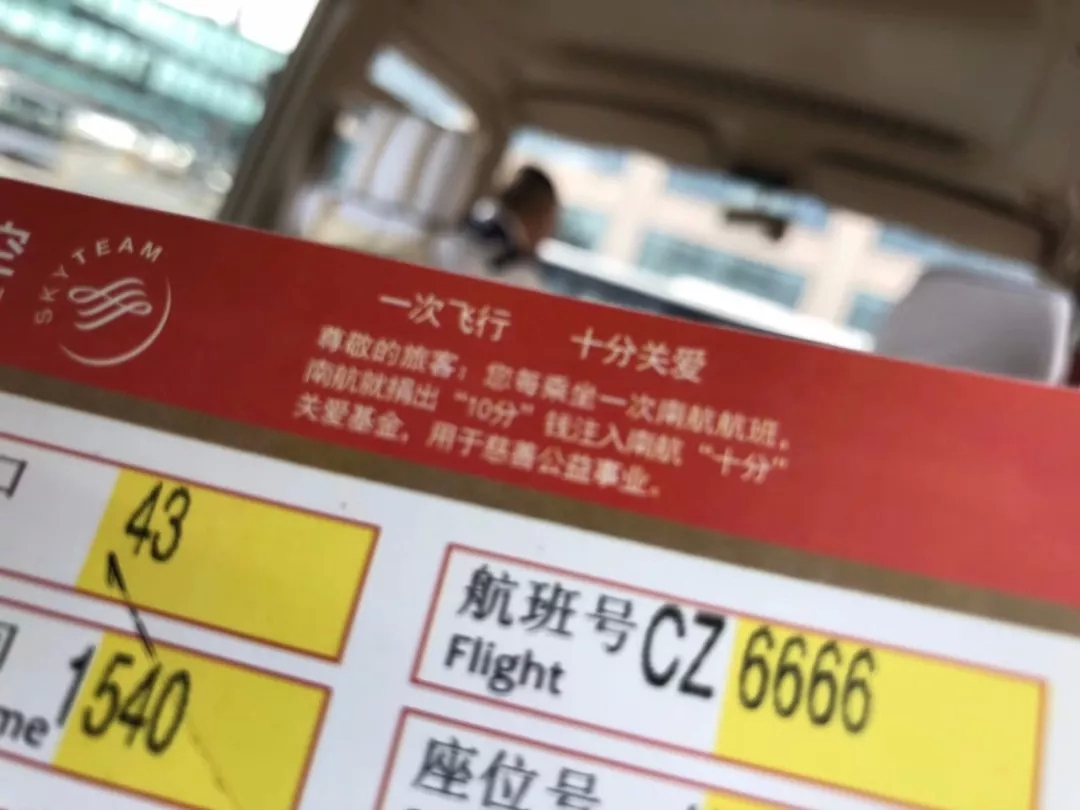 SKYTEAM
一次飞行 十分关爱
尊敬的旅客：您每乘坐一次南航航班，
南航就捐出“10分”钱注入南航“十分”
关爱基金，用于慈善公益事业。
口 43
航班号 CZ 6666
Flight
me 1540
座位号